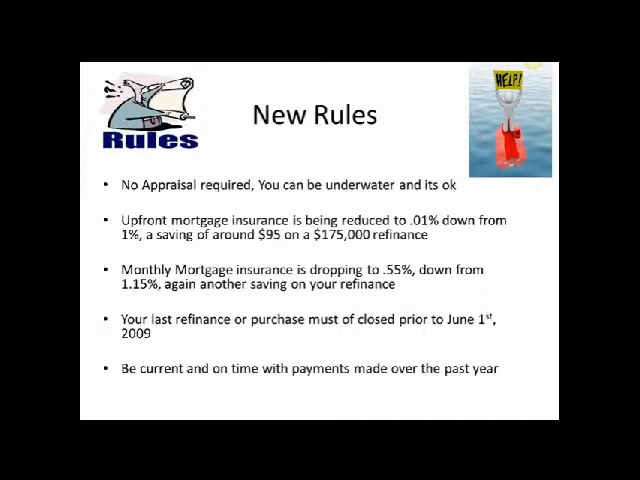 HELP!
Rules
New Rules
• No Appraisal required, You can be underwater and its ok
• Upfront mortgage insurance is being reduced to .01% down from
1%, a saving of around $95 on a $175,000 refinance
• Monthly Mortgage insurance is dropping to .55%, down from
1.15%, again another saving on your refinance
• Your last refinance or purchase must of closed prior to June 1st,
2009
• Be current and on time with payments made over the past year